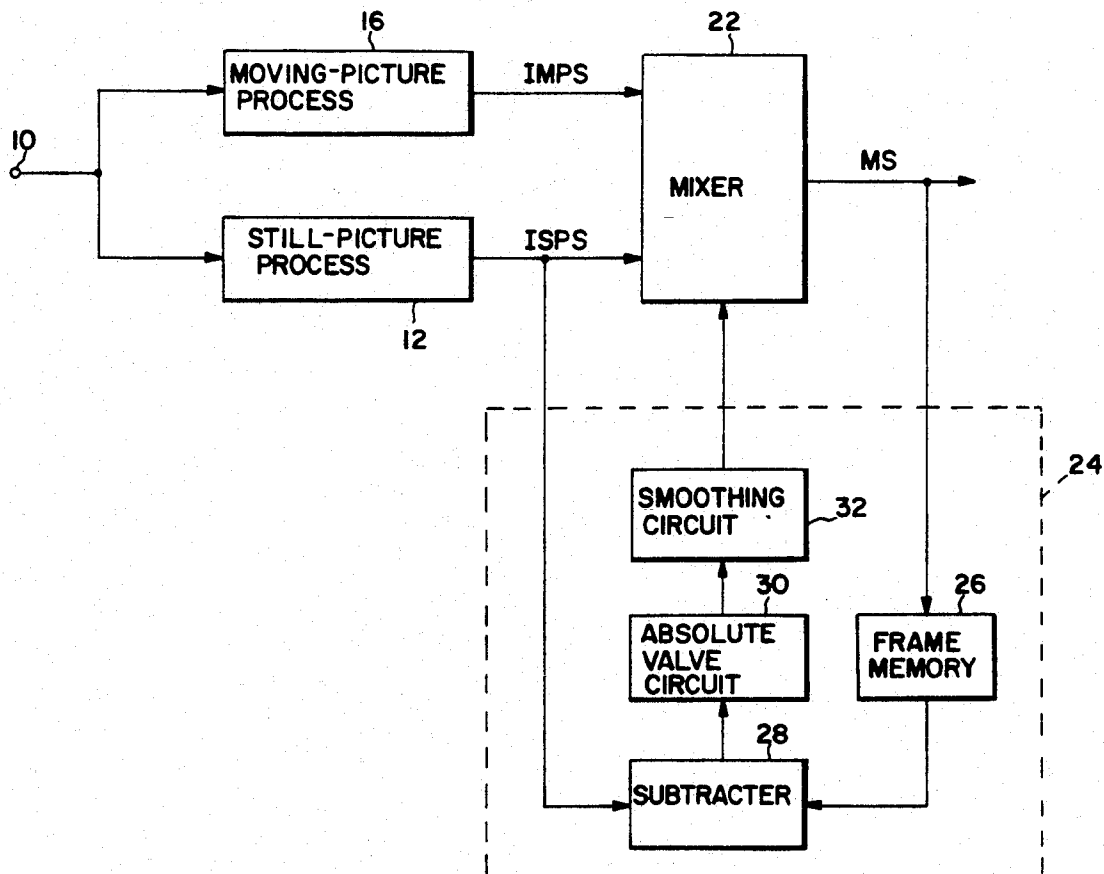 16
22
MOVING-PICTURE
PROCESS
IMPS
10
MS
MIXER
STILL-PICTURE
PROCESS
ISPS
12
24
SMOOTHING
CIRCUIT
32
30
26
ABSOLUTE
VALVE
CIRCUIT
FRAME
MEMORY
28
SUBTRACTER